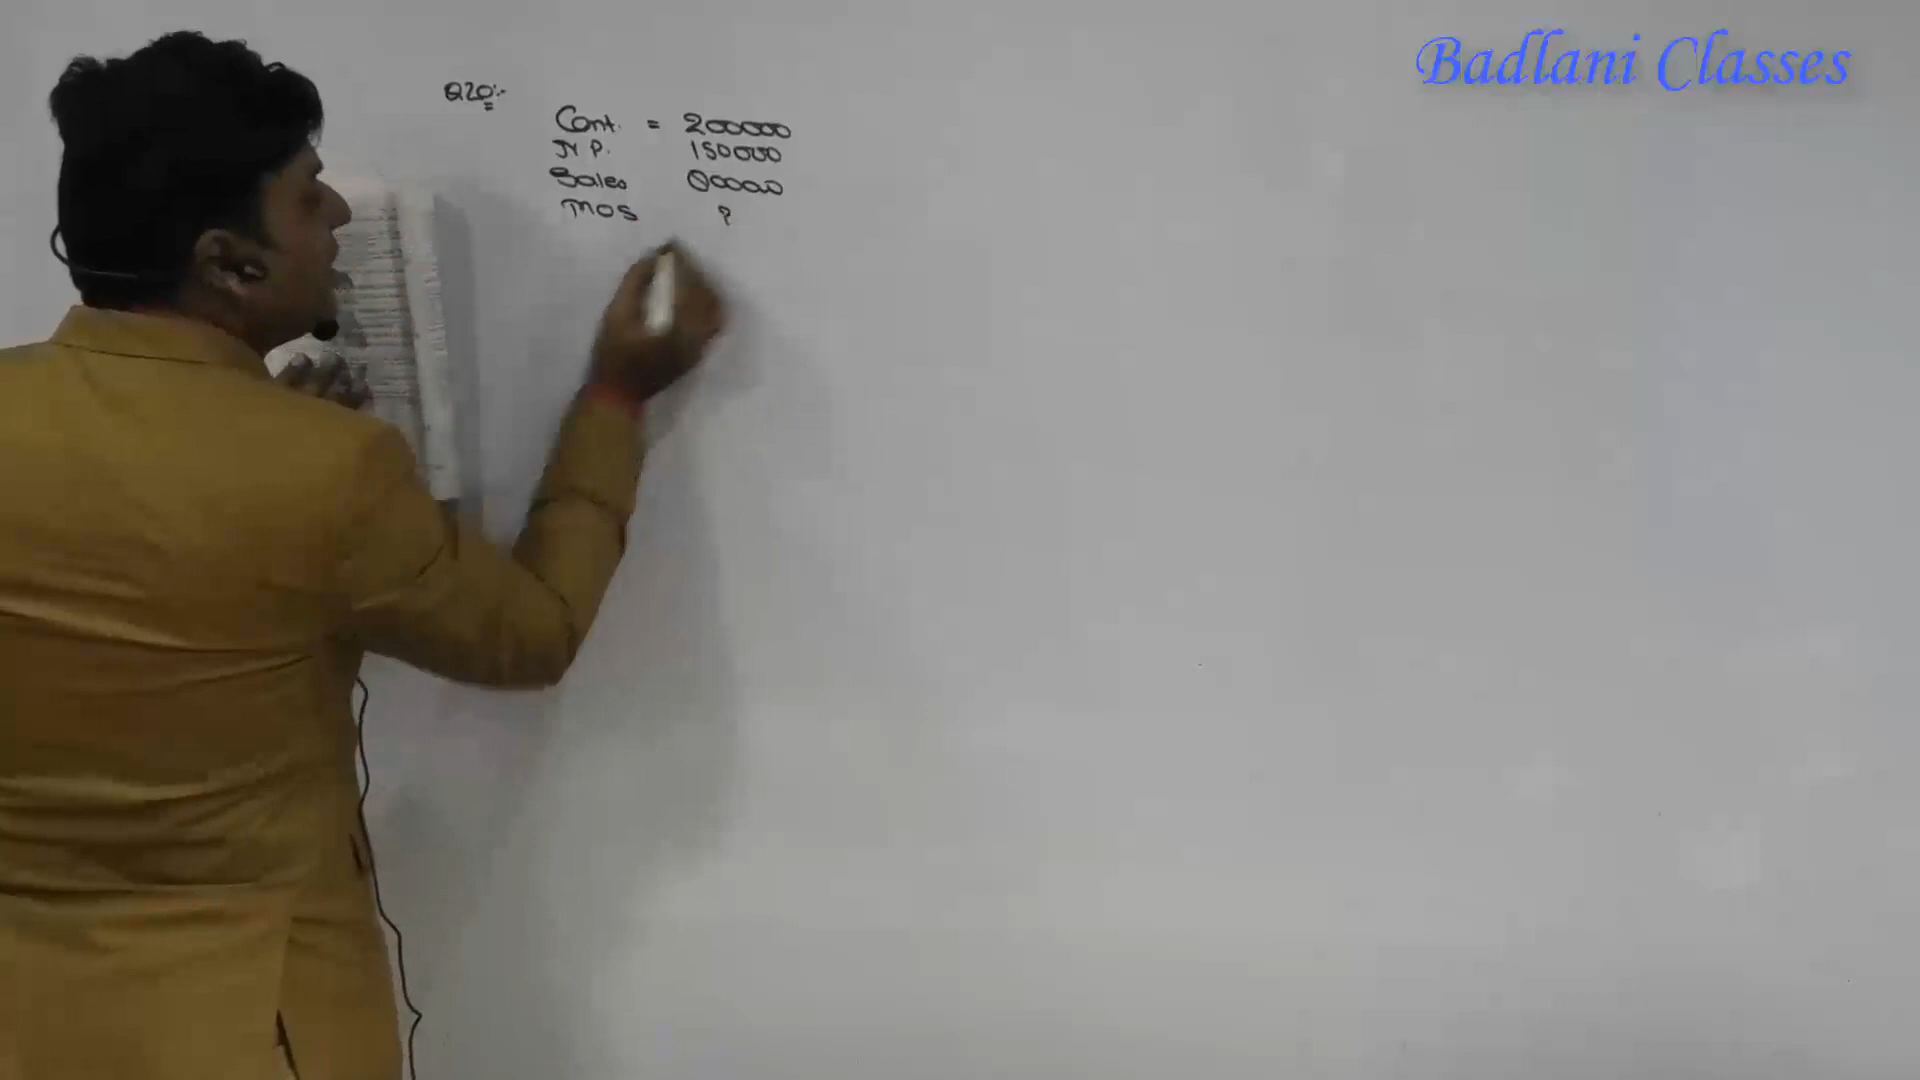 Badlani Classes
Q20:-
Cont. = 200000
N P. 150000
Sales
MOS ?